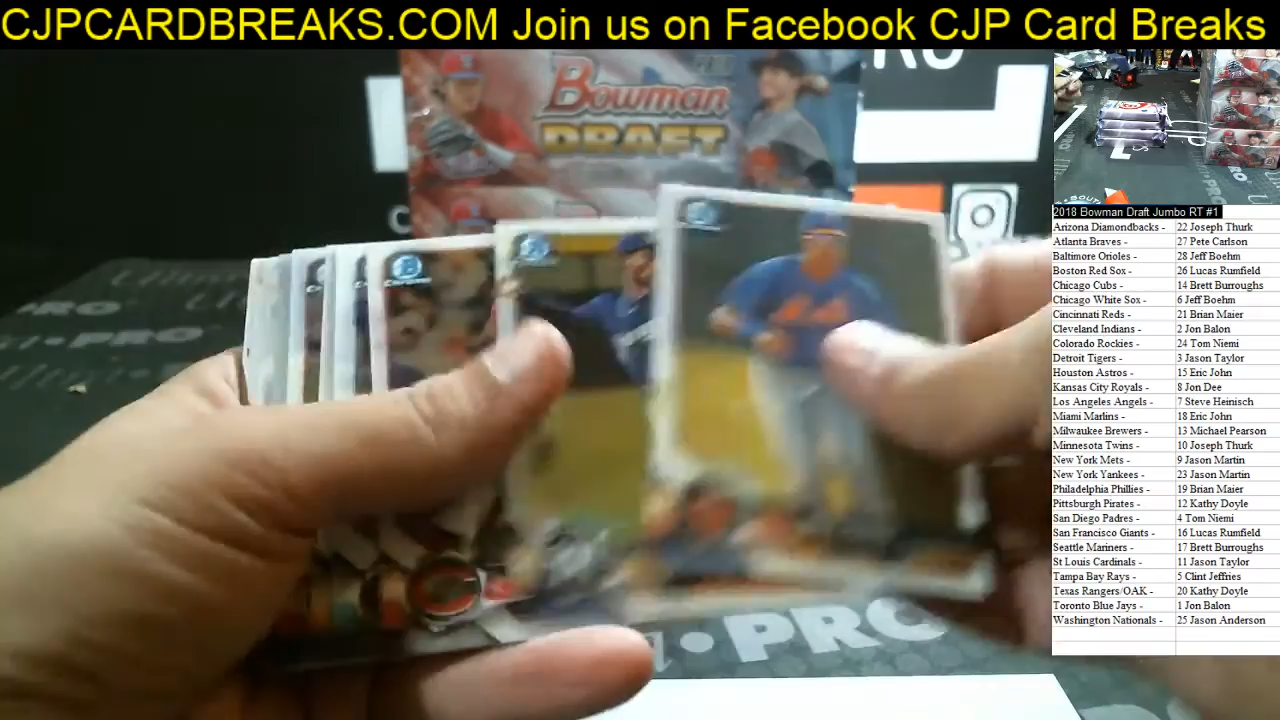 CJPCARDBREAKS.COM Join us on Facebook CJP Card Breaks
Bowman
DRAFT
PRO
2018 Bowman Draft Jumbo RT #1
Arizona Diamondbacks - 22 Joseph Thurk
Atlanta Braves - 27 Pete Carlson
Baltimore Orioles - 28 Jeff Boehm
Boston Red Sox - 26 Lucas Rumfield
Chicago Cubs - 14 Brett Burroughs
Chicago White Sox - 6 Jeff Boehm
Cincinnati Reds - 21 Brian Maier
Cleveland Indians - 2 Jon Balon
Colorado Rockies - 24 Tom Niemi
Detroit Tigers - 3 Jason Taylor
Houston Astros - 15 Eric John
Kansas City Royals - 8 Jon Dee
Los Angeles Angels - 7 Steve Heinisch
Miami Marlins - 18 Eric John
Milwaukee Brewers - 13 Michael Pearson
Minnesota Twins - 10 Joseph Thurk
New York Mets - 9 Jason Martin
New York Yankees - 23 Jason Martin
Philadelphia Phillies - 19 Brian Maier
Pittsburgh Pirates - 12 Kathy Doyle
San Diego Padres - 4 Tom Niemi
San Francisco Giants - 16 Lucas Rumfield
Seattle Mariners - 17 Brett Burroughs
St Louis Cardinals - 11 Jason Taylor
Tampa Bay Rays - 5 Clint Jeffries
Texas Rangers/OAK - 20 Kathy Doyle
Toronto Blue Jays - 1 Jon Balon
Washington Nationals - 25 Jason Anderson